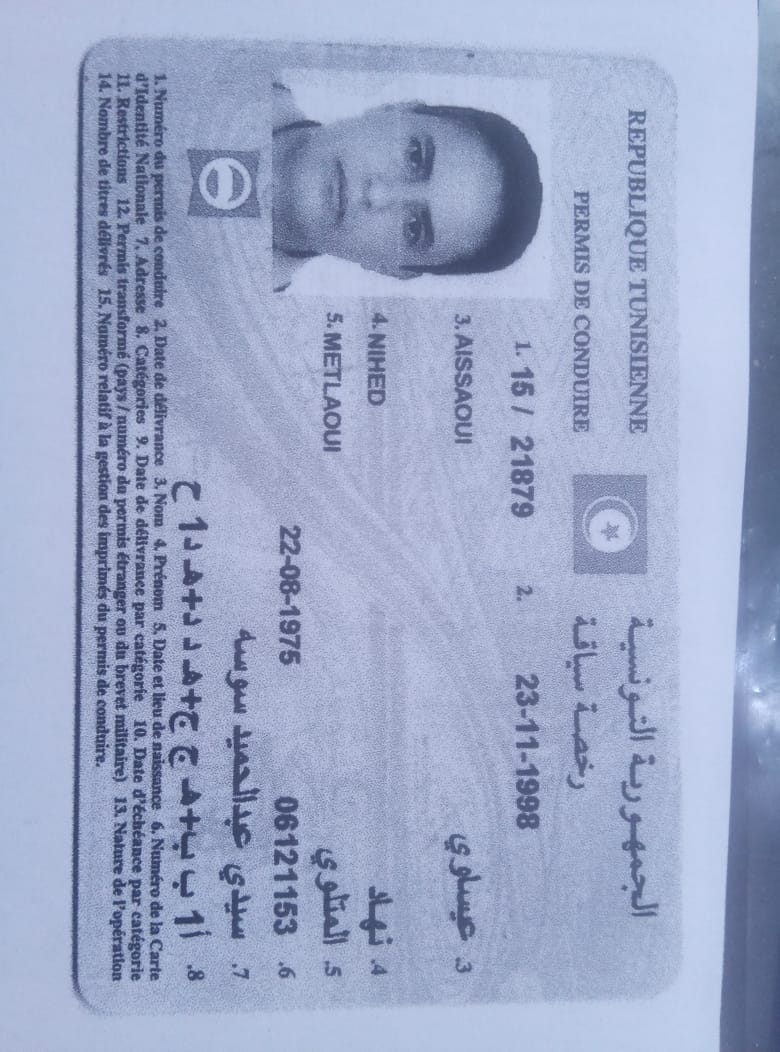 REPUBLIQUE TUNISIENNE
الجمهورية التونسية
PERMIS DE CONDUIRE
رخصة سياقة
1. 15 / 21879
2. 23-11-1998
3. AISSAOUI
3. عيساوي
4. NIHED
4. نهاد
5. METLAOUI
5. المتلوي
22-08-1975
6. 06121153
7. سيدي عبدالحميد سوسه
8. أ 1 ب ب+هـ ج ج+هـ د د+هـ د1 ح
1. Numéro du permis de conduire 2. Date de délivrance 3. Nom 4. Prénom 5. Date et lieu de naissance 6. Numéro de la Carte
d'Identité Nationale 7. Adresse 8. Catégories 9. Date de délivrance par catégorie 10. Date d'échéance par catégorie
11. Restrictions 12. Permis transformé (pays / numéro du permis étranger ou du brevet militaire) 13. Nature de l'opération
14. Nombre de titres délivrés 15. Numéro relatif à la gestion des imprimés du permis de conduire.